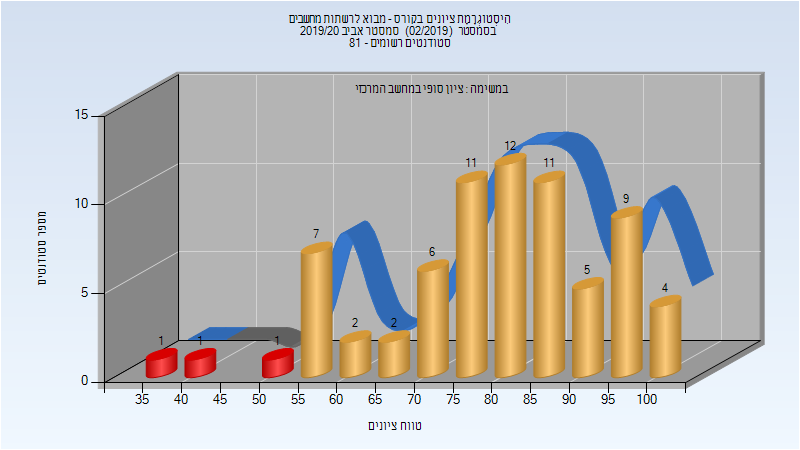 היסטוגרמת ציונים בקורס - מבוא לרשתות מחשבים
בסמסטר (02/2019) סמסטר אביב 2019/20
סטודנטים רשומים - 81
במשימה : ציון סופי במחשב המרכזי
מספר סטודנטים
15
10
5
0
1
1
1
7
2
2
6
11
12
11
5
9
4
35 40 45 50 55 60 65 70 75 80 85 90 95 100
טווח ציונים